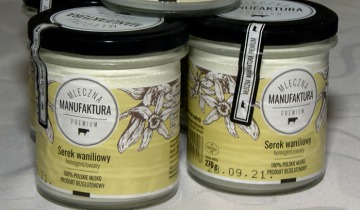 MLECZNA
MANUFAKTURA
PREMIUM
Serek waniliowy
homogenizowany
100% POLSKIE MLEKO
PRODUKT BEZGLUTENOWY
MLECZNA
MANUFAKTURA
PREMIUM
Serek waniliowy
homogenizowany
.09.21
100% POLSKIE MLEKO
PRODUKT BEZGLUTENOWY